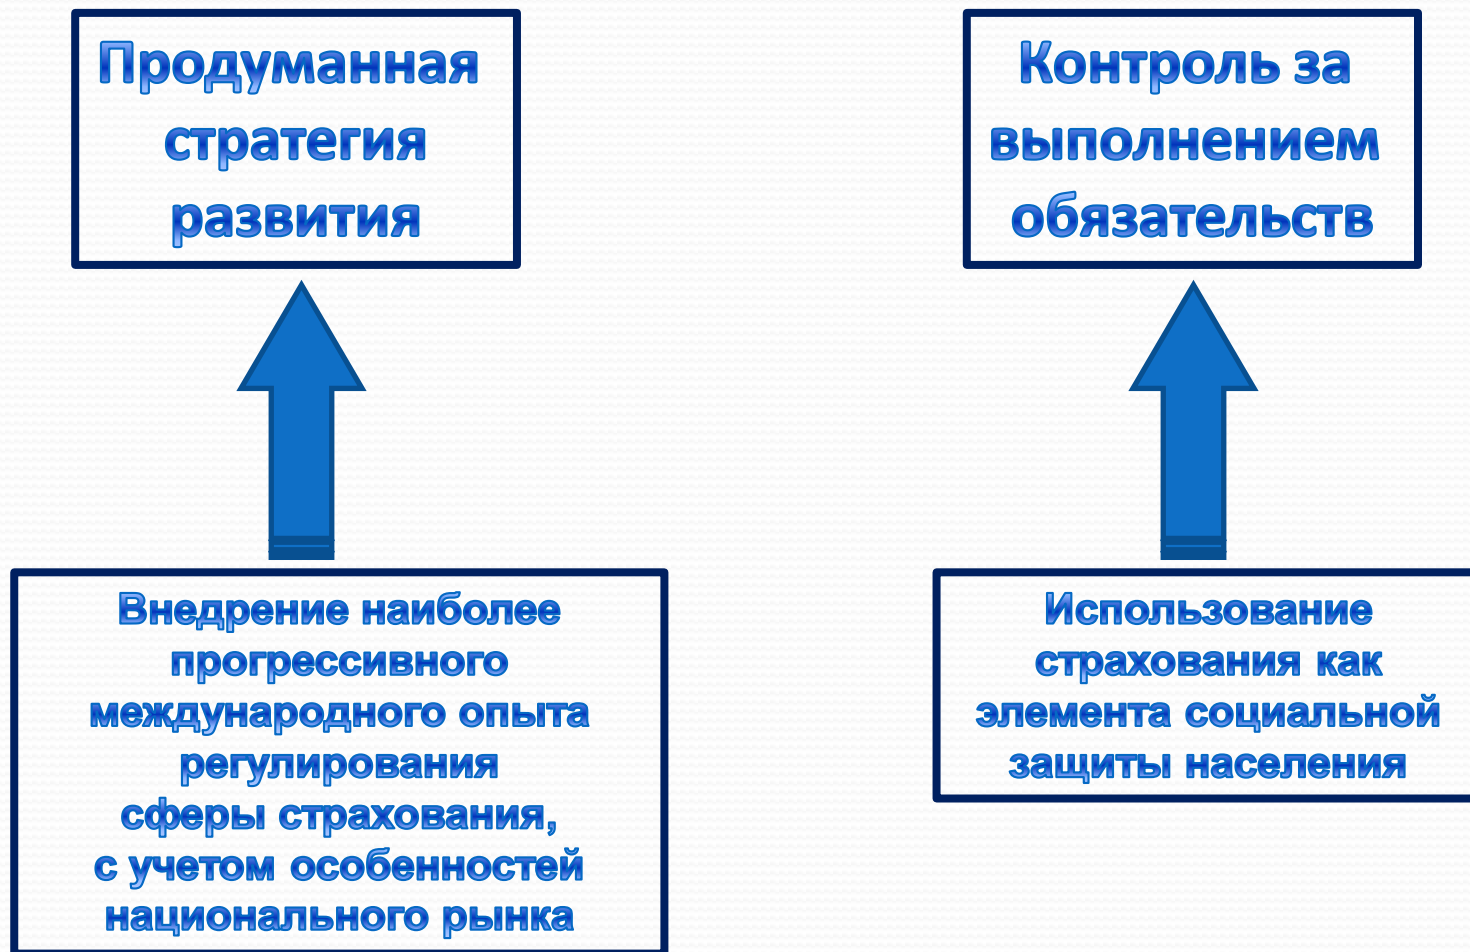 Продуманная
стратегия
развития
Контроль за
выполнением
обязательств
Внедрение наиболее
прогрессивного
международного опыта
регулирования
сферы страхования,
с учетом особенностей
национального рынка
Использование
страхования как
элемента социальной
защиты населения